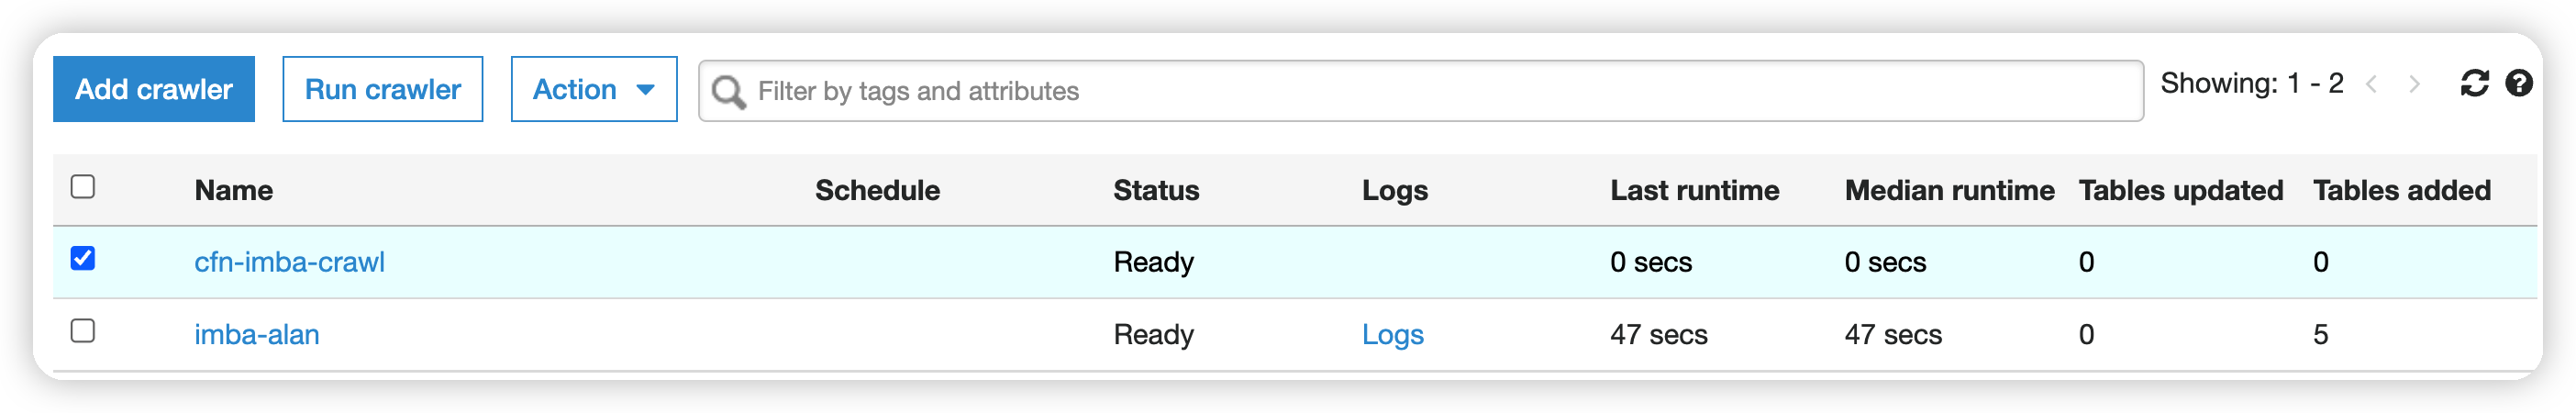 Add crawler Run crawler Action Filter by tags and attributes Showing: 1 - 2
Name Schedule Status Logs Last runtime Median runtime Tables updated Tables added
cfn-imba-crawl Ready 0 secs 0 secs 0 0
imba-alan Ready Logs 47 secs 47 secs 0 5